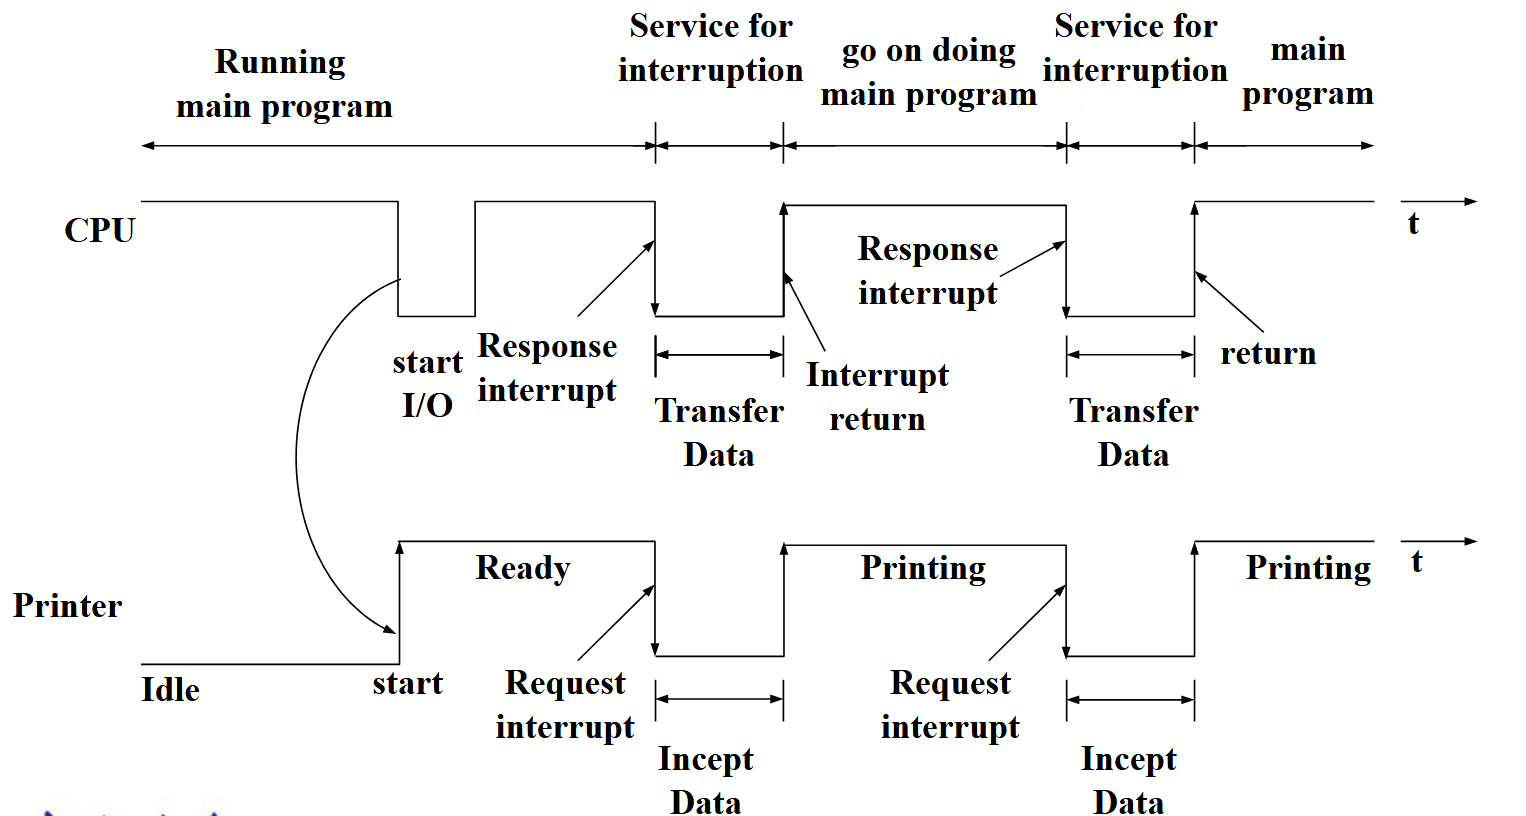 Running
main program
Service for
interruption
go on doing
main program
Service for
interruption
main
program
CPU
t
start
I/O
Response
interrupt
Transfer
Data
Interrupt
return
Response
interrupt
Transfer
Data
return
Printer
Idle
start
Ready
Request
interrupt
Incept
Data
Printing
Request
interrupt
Incept
Data
Printing
t